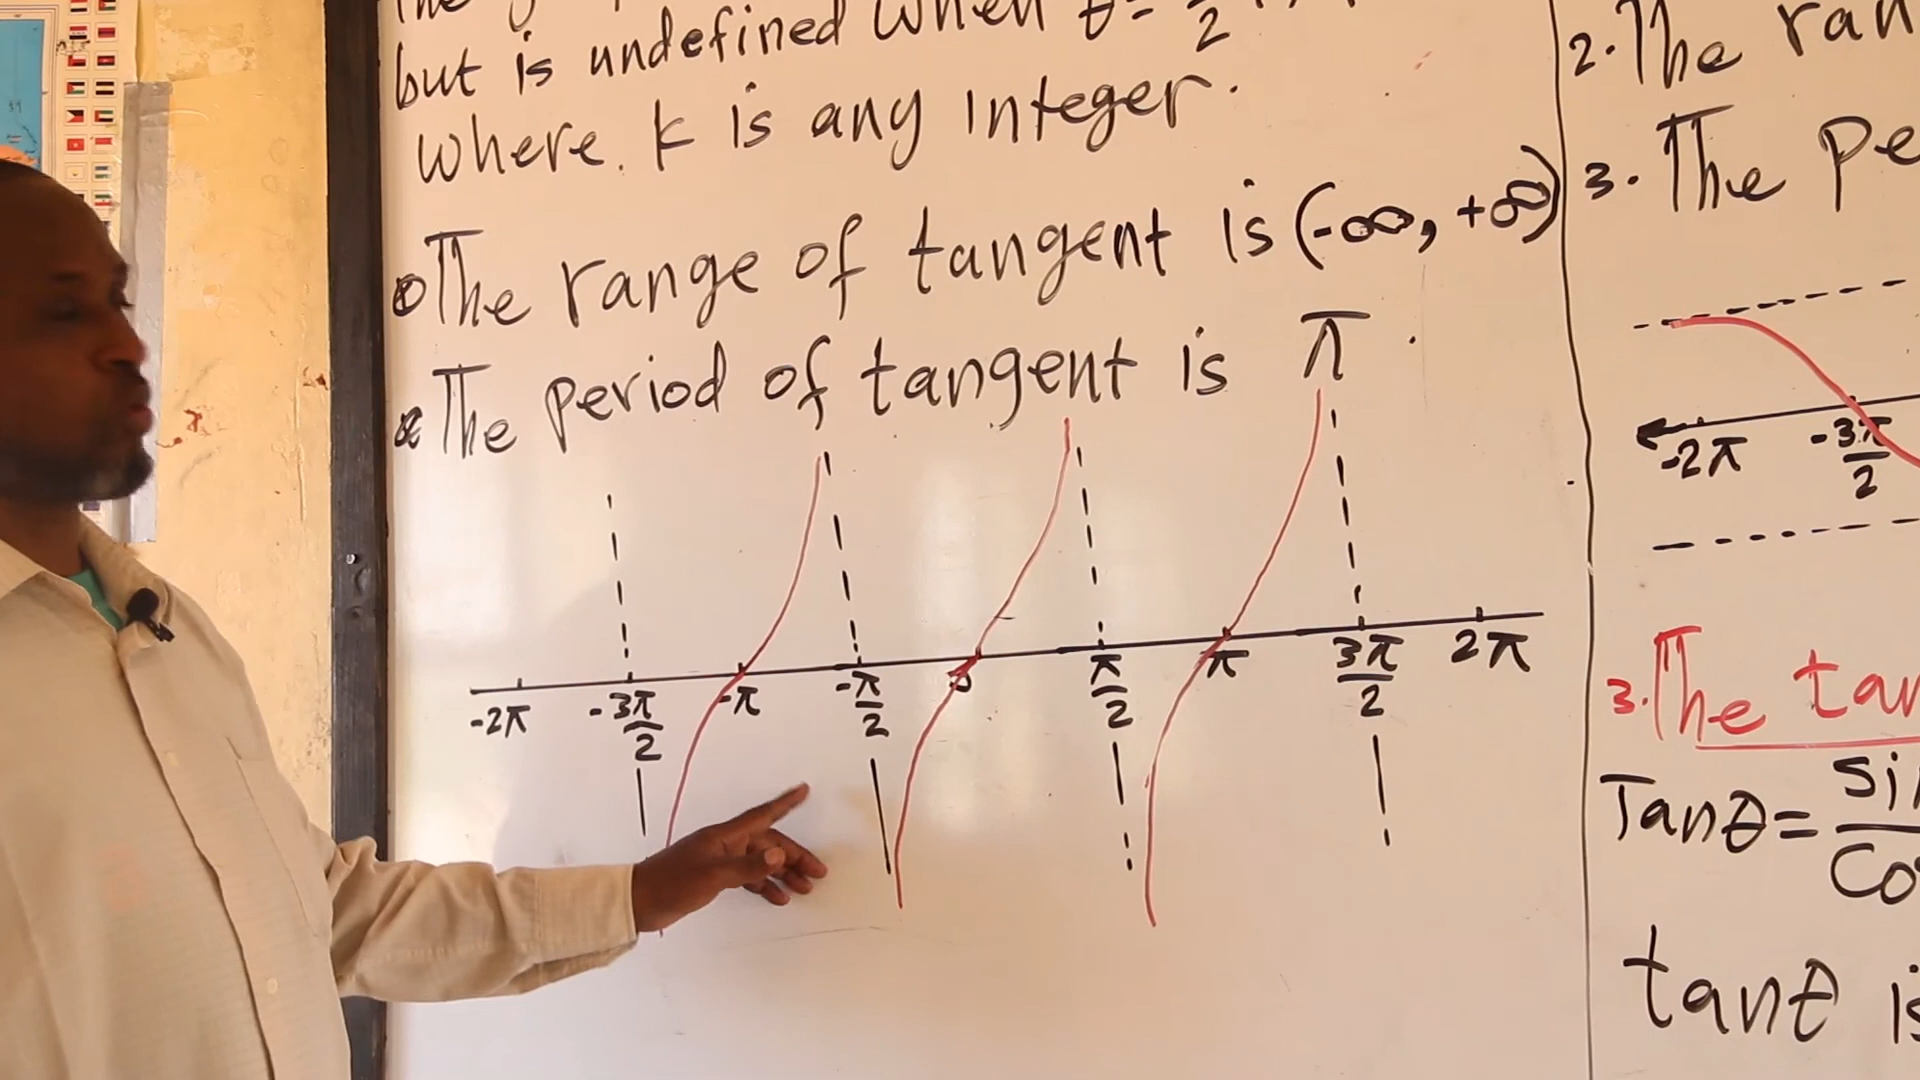 but is undefined when θ = π/2
where k is any integer.
The range of tangent is (-∞, +∞)
The period of tangent is π.
-2π -3π/2 -π -π/2 0 π/2 π 3π/2 2π
2. The ran
3. The Pe
-2π -3π/2
3. The tan
Tanθ = Sin
Cos
tanθ is